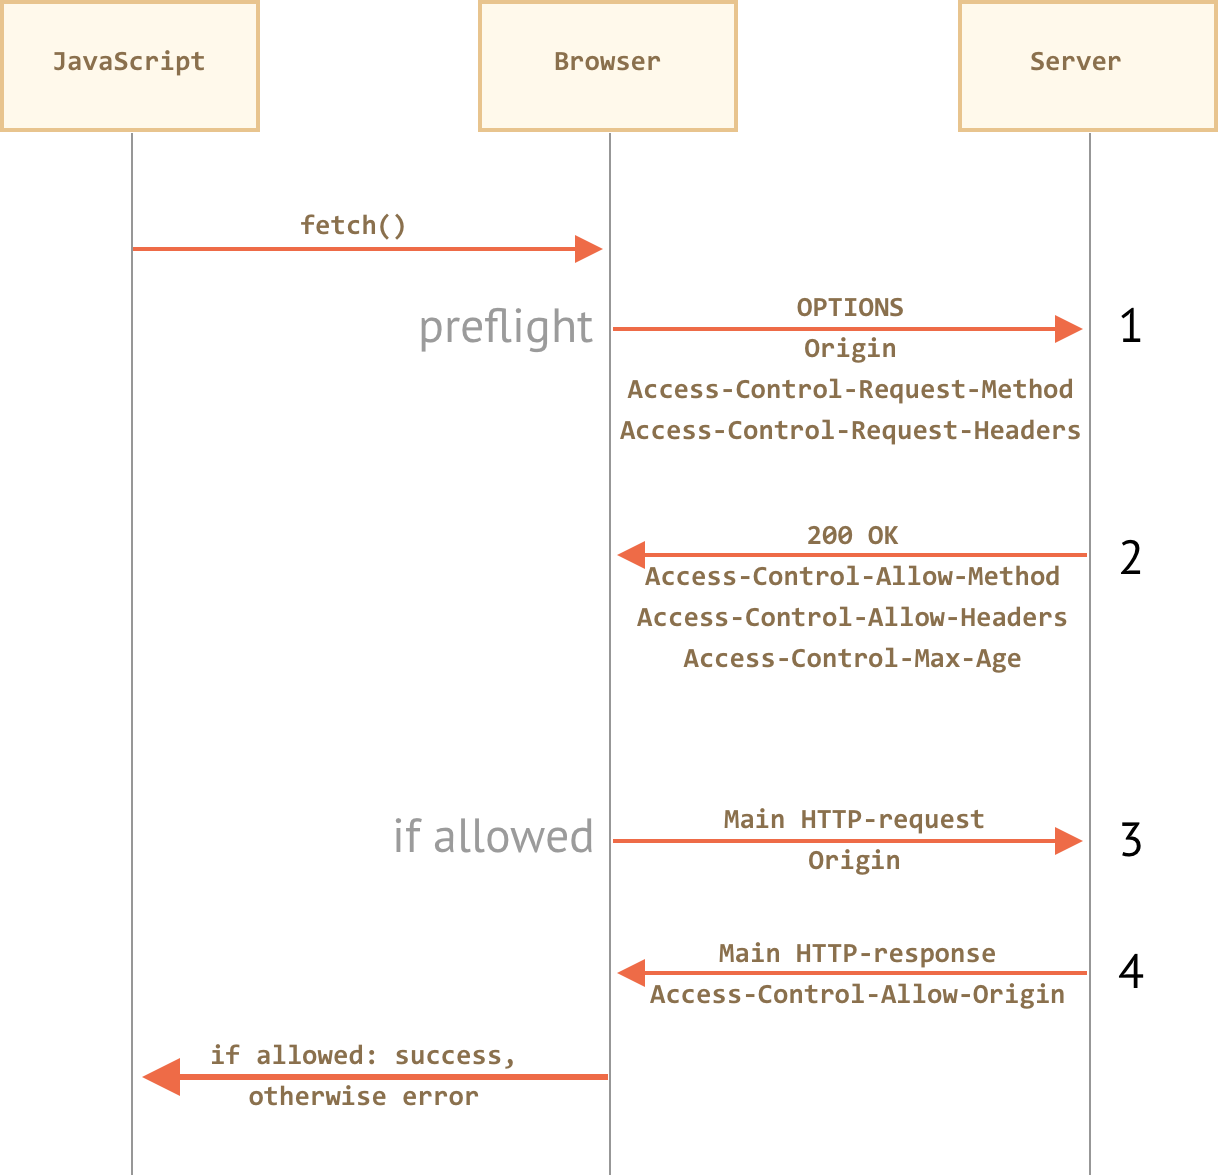 JavaScript
Browser
Server
fetch()
preflight
OPTIONS
1
Origin
Access-Control-Request-Method
Access-Control-Request-Headers
200 OK
2
Access-Control-Allow-Method
Access-Control-Allow-Headers
Access-Control-Max-Age
if allowed
Main HTTP-request
3
Origin
Main HTTP-response
4
Access-Control-Allow-Origin
if allowed: success,
otherwise error